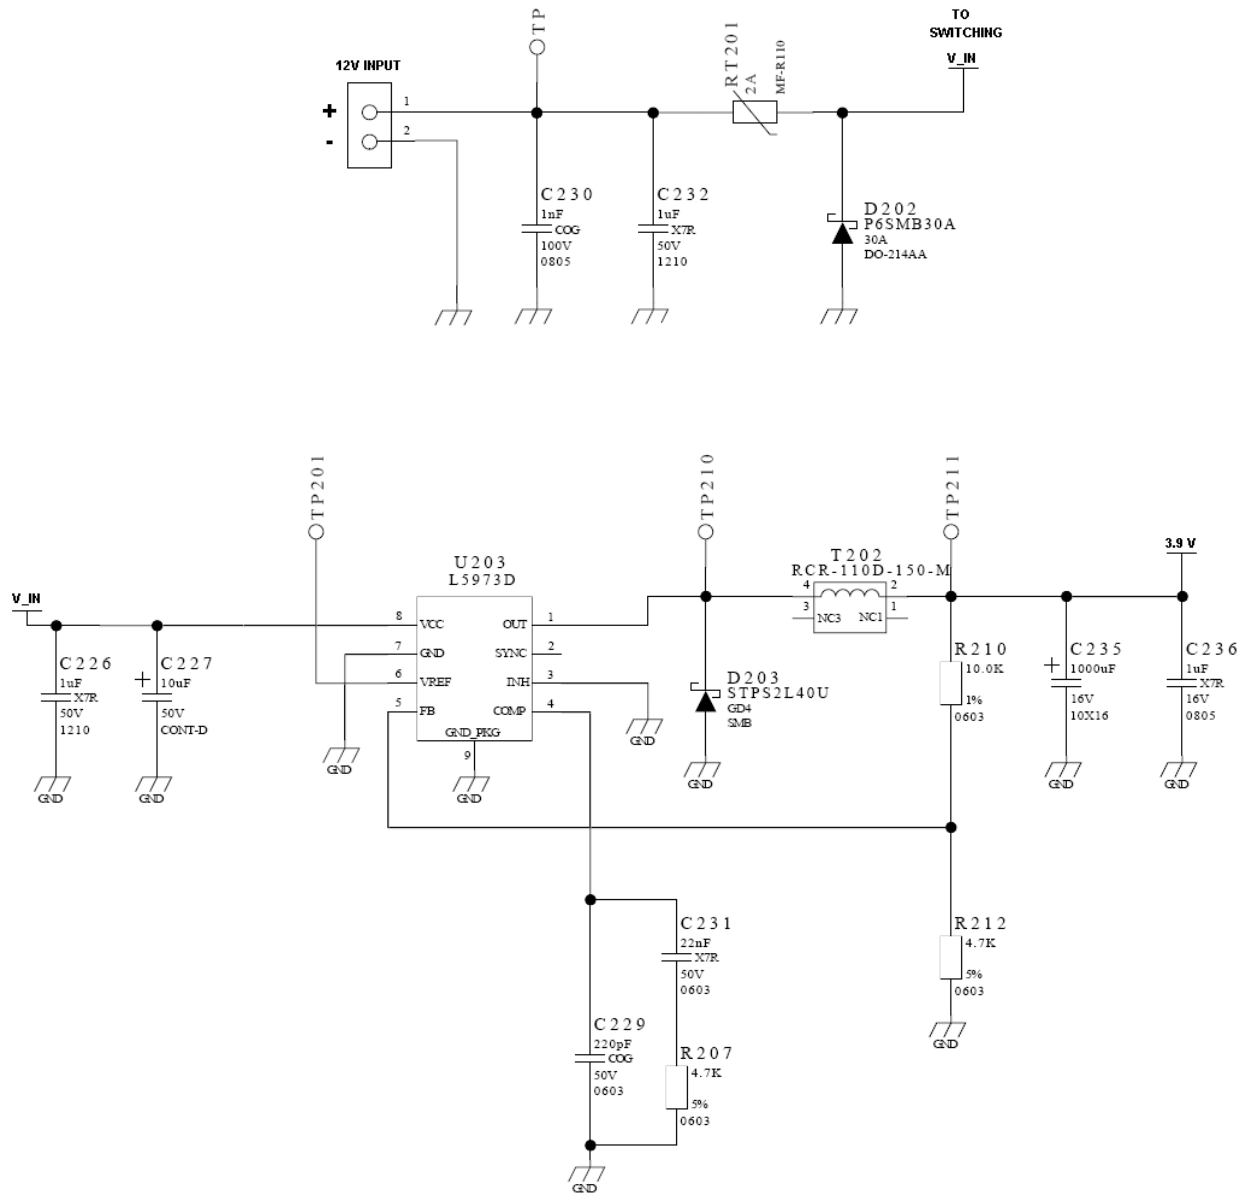 TO
SWITCHING
V_IN
TP
RT201
2A
MF-R110
12V INPUT
+
1
-
2
C230
1nF
COG
100V
0805
C232
1uF
X7R
50V
1210
D202
P6SMB30A
30A
DO-214AA
TP201
TP210
TP211
U203
L5973D
T202
RCR-110D-150-M
3.9 V
V_IN
8
VCC
OUT
1
7
GND
SYNC
2
6
VREF
INH
3
5
FB
COMP
4
GND_PKG
9
4
2
3
NC3
NC1
1
C226
1uF
X7R
50V
1210
C227
+
10uF
50V
CONT-D
D203
STPS2L40U
GD4
SMB
R210
10.0K
1%
0603
C235
+
1000uF
16V
10X16
C236
1uF
X7R
16V
0805
GND
GND
GND
GND
GND
GND
GND
GND
C231
22nF
X7R
50V
0603
R212
4.7K
5%
0603
GND
C229
220pF
COG
50V
0603
R207
4.7K
5%
0603
GND